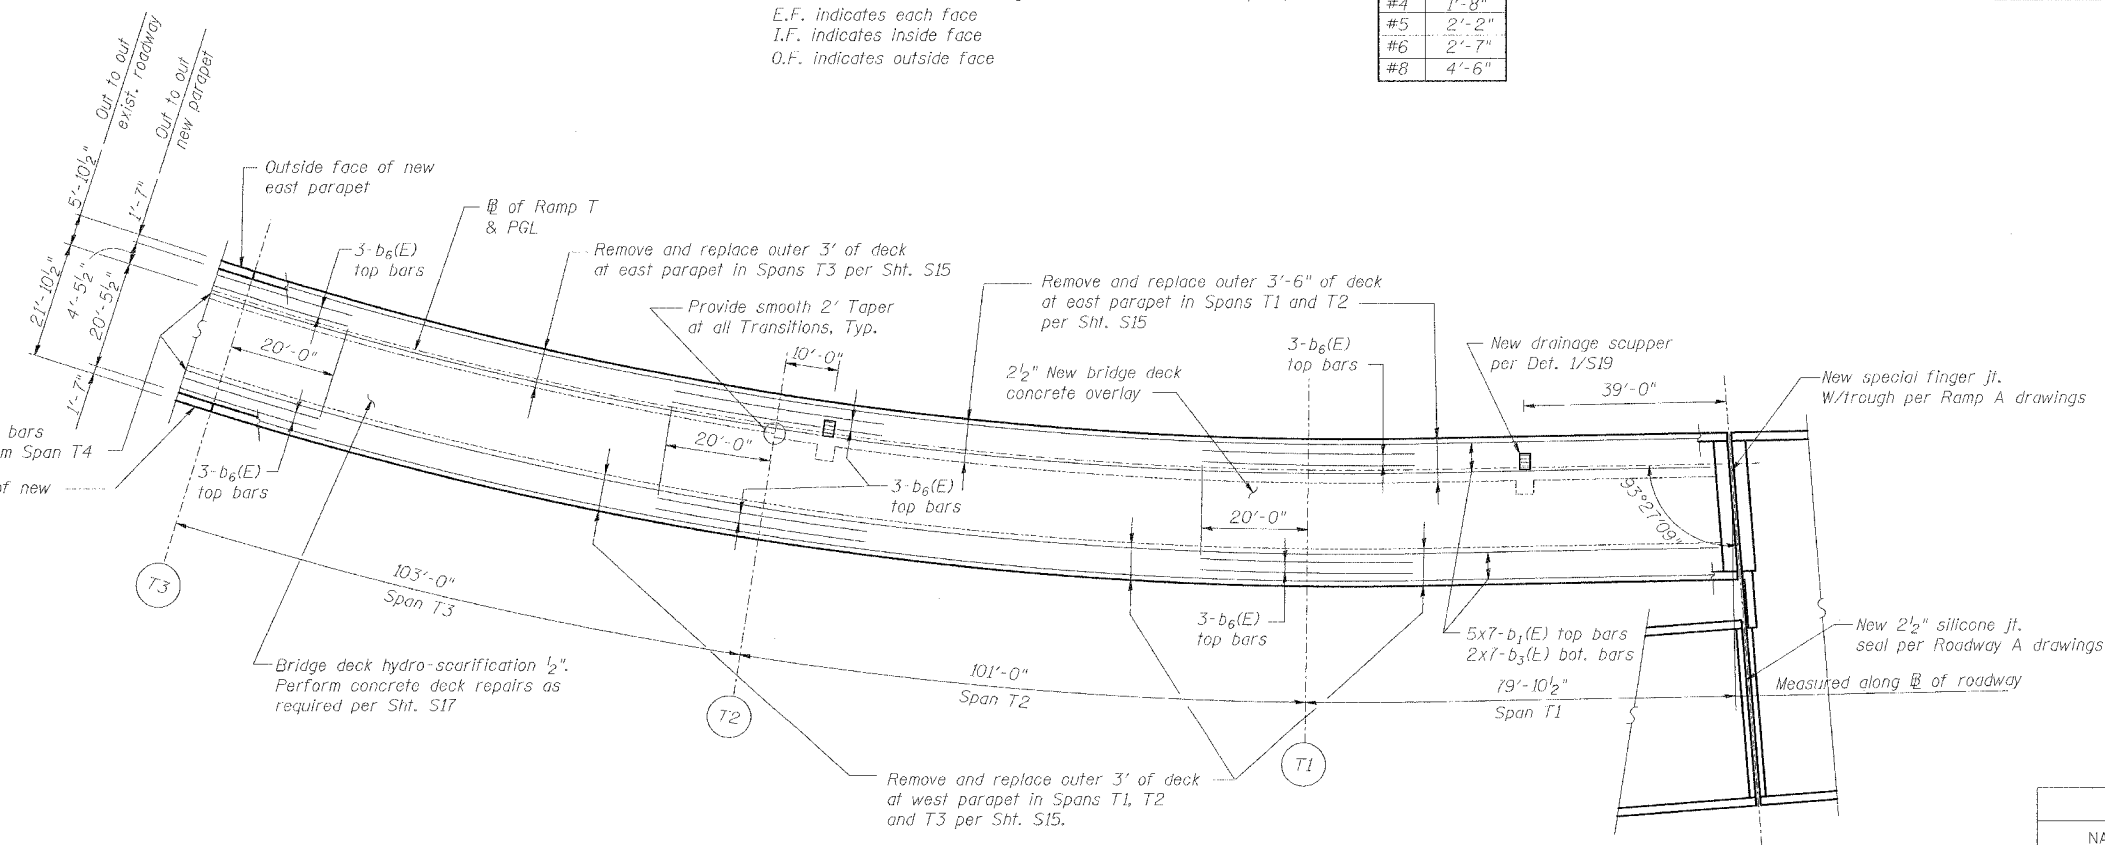 E.F. indicates each face
I.F. indicates inside face
O.F. indicates outside face
#4 1'-8"
#5 2'-2"
#6 2'-7"
#8 4'-6"
Out to out
exist. roadway
Out to out
new parapet
5'-10½"
1'-7"
21'-10½"
4'-5½"
20'-5½"
1'-7"
Outside face of new
east parapet
℄ of Ramp T
& PGL
3-b6(E)
top bars
Remove and replace outer 3' of deck
at east parapet in Spans T3 per Sht. S15
Provide smooth 2' Taper
at all Transitions, Typ.
Remove and replace outer 3'-6" of deck
at east parapet in Spans T1 and T2
per Sht. S15
20'-0"
10'-0"
2½" New bridge deck
concrete overlay
3-b6(E)
top bars
New drainage scupper
per Det. 1/S19
39'-0"
New special finger jt.
W/trough per Ramp A drawings
bars
Span T4
of new
3-b6(E)
top bars
20'-0"
3-b6(E)
top bars
20'-0"
93°27'09"
T3
103'-0"
Span T3
3-b6(E)
top bars
5x7-b1(E) top bars
2x7-b3(E) bot. bars
New 2½" silicone jt.
seal per Roadway A drawings
Bridge deck hydro-scarification ½".
Perform concrete deck repairs as
required per Sht. S17
T2
101'-0"
Span T2
79'-10½"
Span T1
Measured along ℄ of roadway
T1
Remove and replace outer 3' of deck
at west parapet in Spans T1, T2
and T3 per Sht. S15.